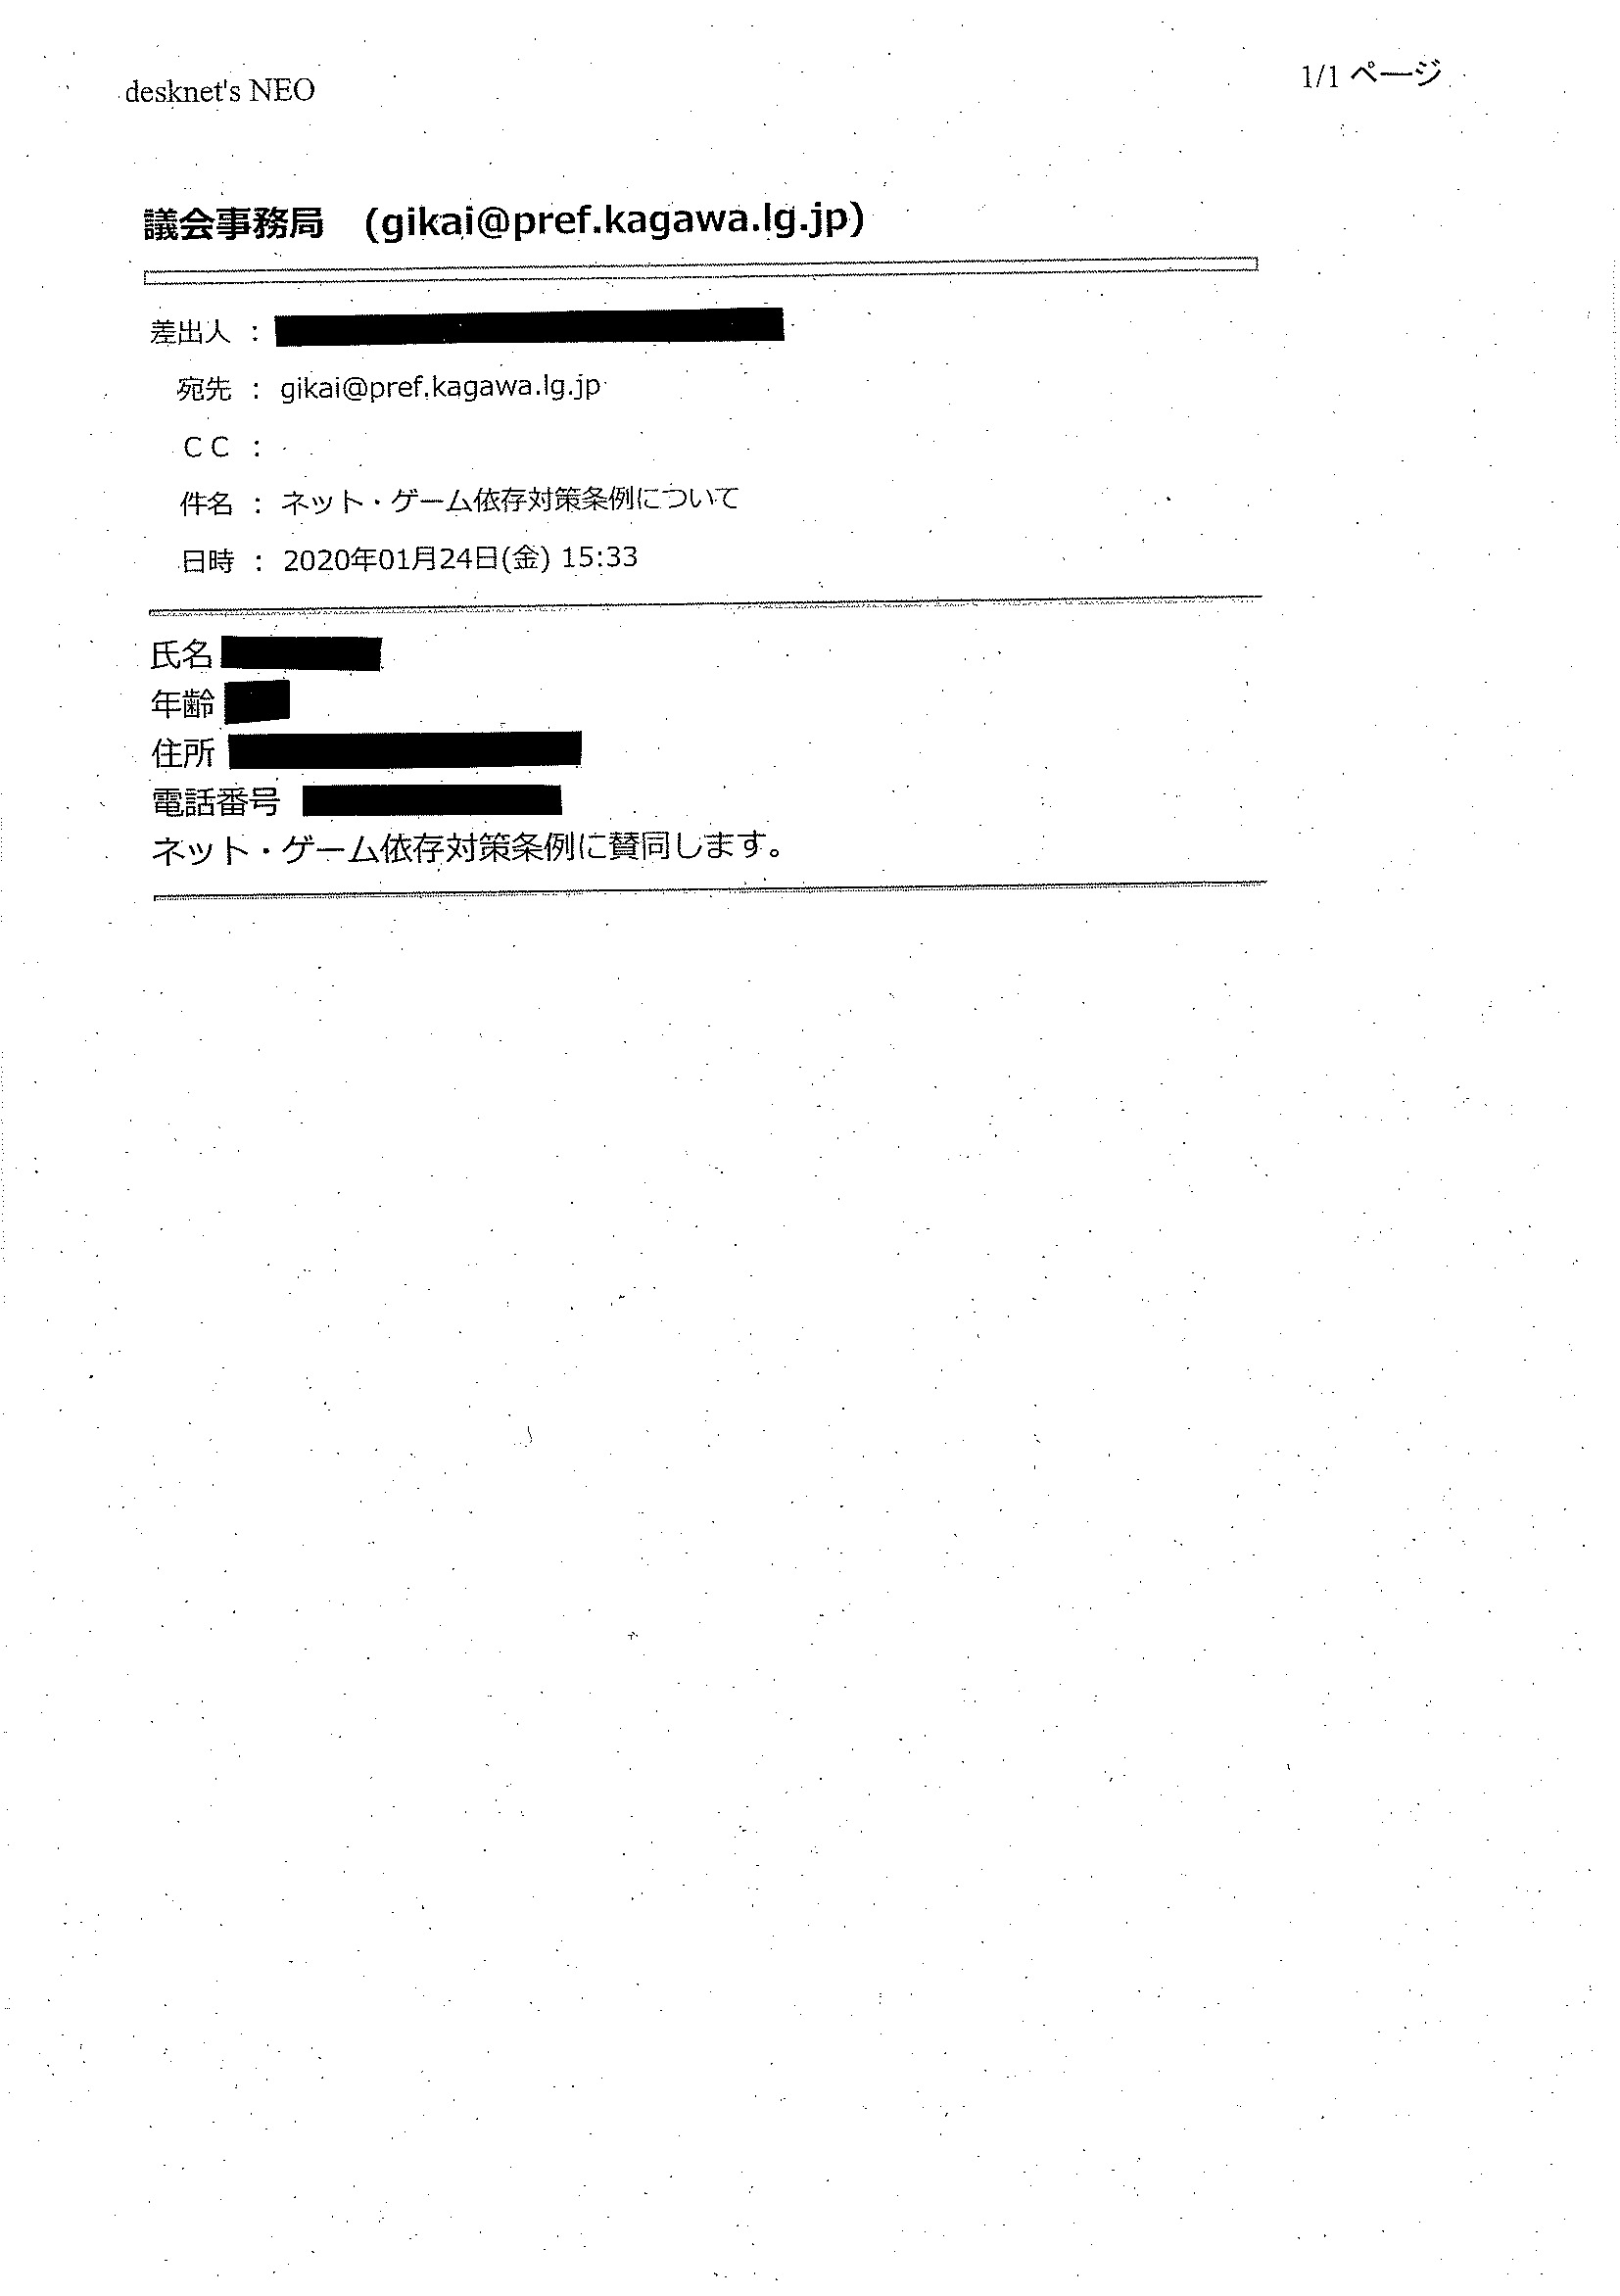 desknet's NEO
1/1 ページ
議会事務局 (gikai@pref.kagawa.lg.jp)
差出人 :
宛先 : gikai@pref.kagawa.lg.jp
CC :
件名 : ネット・ゲーム依存対策条例について
日時 : 2020年01月24日(金) 15:33
氏名
年齢
住所
電話番号
ネット・ゲーム依存対策条例に賛同します。